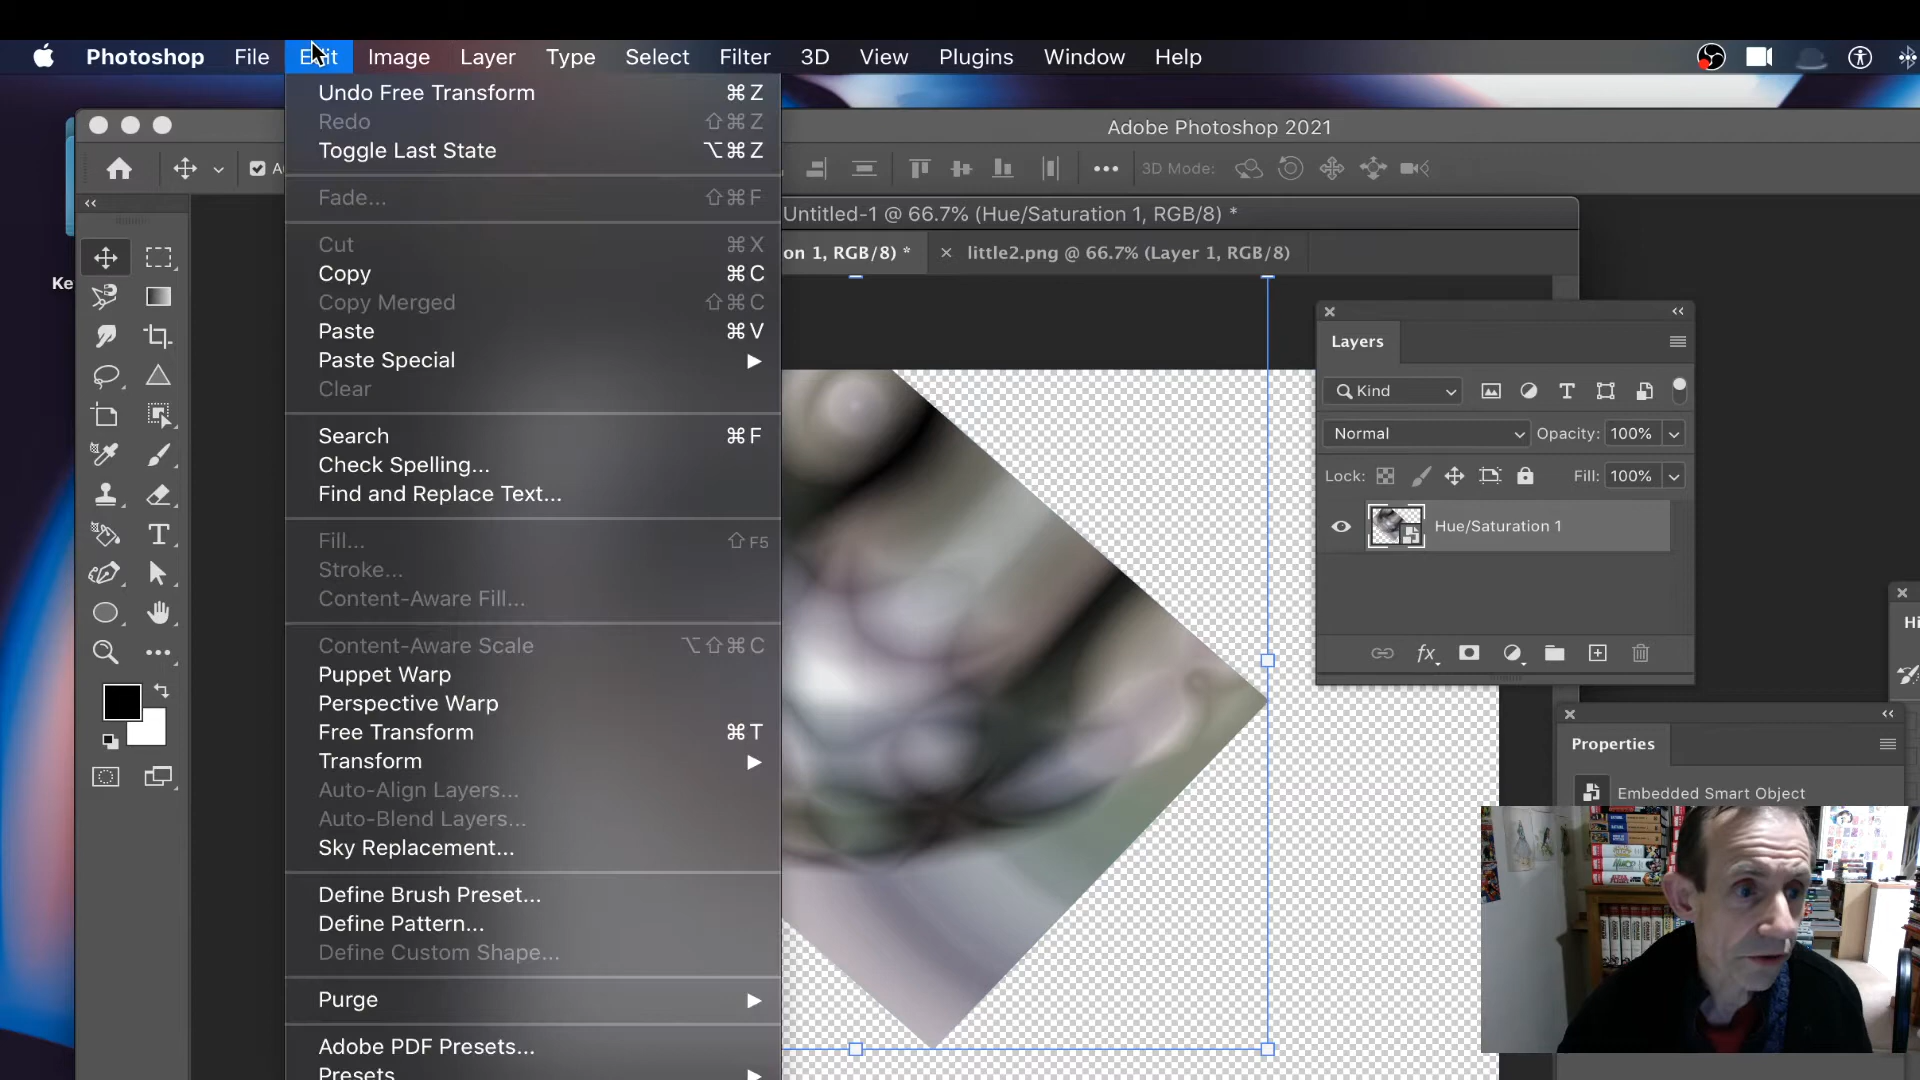 Photoshop File Edit Image Layer Type Select Filter 3D View Plugins Window Help
Undo Free Transform ⌘Z
Redo ⇧⌘Z
Toggle Last State ⌥⌘Z
Fade... ⇧⌘F
Cut ⌘X
Copy ⌘C
Copy Merged ⇧⌘C
Paste ⌘V
Paste Special
Clear
Search ⌘F
Check Spelling...
Find and Replace Text...
Fill... ⇧F5
Stroke...
Content-Aware Fill...
Content-Aware Scale ⌥⇧⌘C
Puppet Warp
Perspective Warp
Free Transform ⌘T
Transform
Auto-Align Layers...
Auto-Blend Layers...
Sky Replacement...
Define Brush Preset...
Define Pattern...
Define Custom Shape...
Purge
Adobe PDF Presets...
Presets
Adobe Photoshop 2021
3D Mode:
Untitled-1 @ 66.7% (Hue/Saturation 1, RGB/8) *
on 1, RGB/8) * × little2.png @ 66.7% (Layer 1, RGB/8)
Ke
Layers
Kind
Normal Opacity: 100%
Lock: Fill: 100%
Hue/Saturation 1
fx
Hi
Properties
Embedded Smart Object